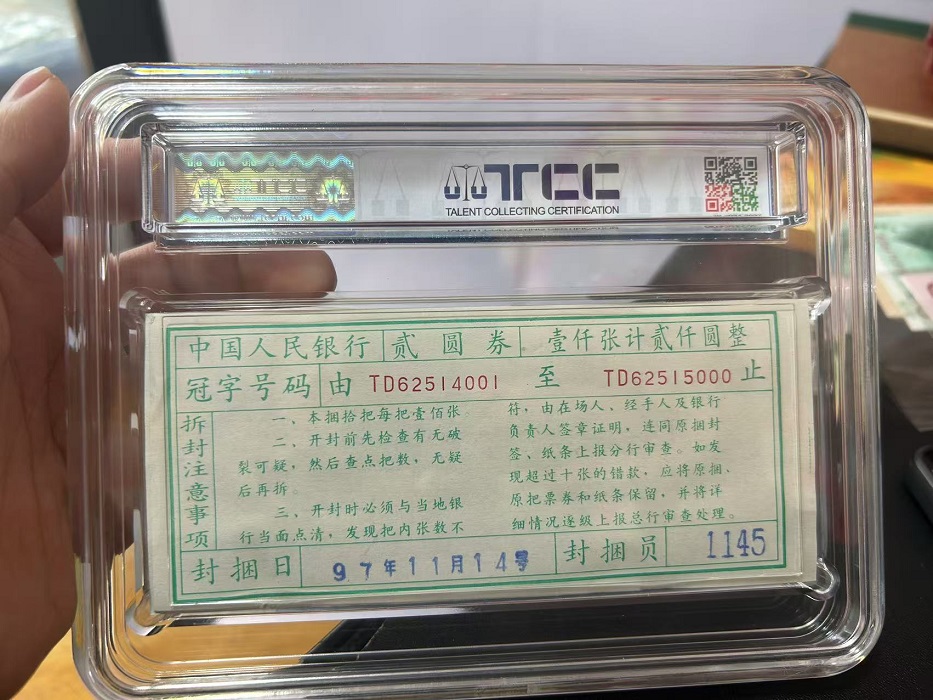 TCC
TALENT COLLECTING CERTIFICATION
中国人民银行 贰圆券 壹仟张计贰仟圆整
冠字号码 由 TD62514001 至 TD62515000 止
拆封注意事项
一、本捆拾把每把壹佰张。
二、开封前先检查有无破
裂可疑，然后查点把数，无疑
后再拆。
三、开封时必须与当地银
行当面点清，发现把内张数不
符，由在场人、经手人及银行
负责人签章证明，连同原捆封
签、纸条上报分行审查。如发
现超过十张的错款，应将原捆、
原把票券和纸条保留，并将详
细情况逐级上报总行审查处理。
封捆日 97年11月14号 封捆员 1145